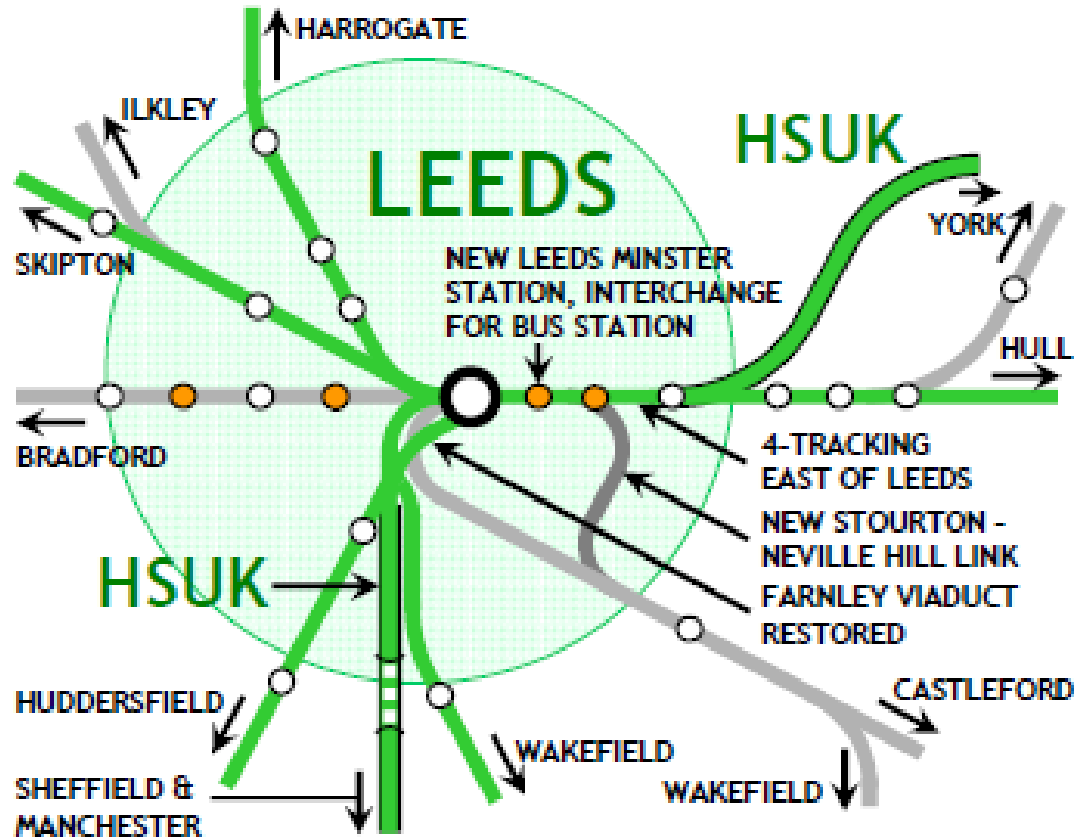 HARROGATE
ILKLEY
LEEDS
HSUK
SKIPTON
YORK
NEW LEEDS MINSTER
STATION, INTERCHANGE
FOR BUS STATION
HULL
BRADFORD
4-TRACKING
EAST OF LEEDS
NEW STOURTON -
NEVILLE HILL LINK
HSUK
FARNLEY VIADUCT
RESTORED
HUDDERSFIELD
CASTLEFORD
WAKEFIELD
SHEFFIELD &
MANCHESTER
WAKEFIELD